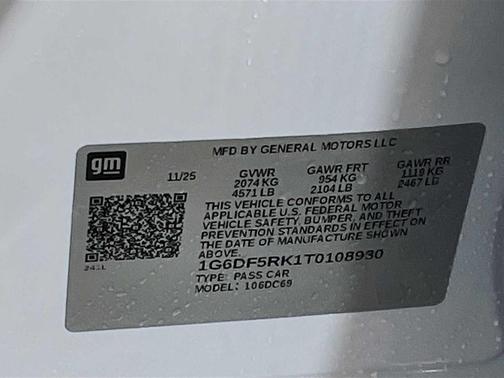 MFD BY GENERAL MOTORS LLC
gm
11/25 GVWR GAWR FRT GAWR RR
2074 KG 954 KG 1119 KG
4571 LB 2104 LB 2467 LB
THIS VEHICLE CONFORMS TO ALL
APPLICABLE U.S. FEDERAL MOTOR
VEHICLE SAFETY, BUMPER, AND THEFT
PREVENTION STANDARDS IN EFFECT ON
THE DATE OF MANUFACTURE SHOWN
ABOVE.
1G6DF5RK1T0108930
TYPE: PASS CAR
MODEL: 106DC69